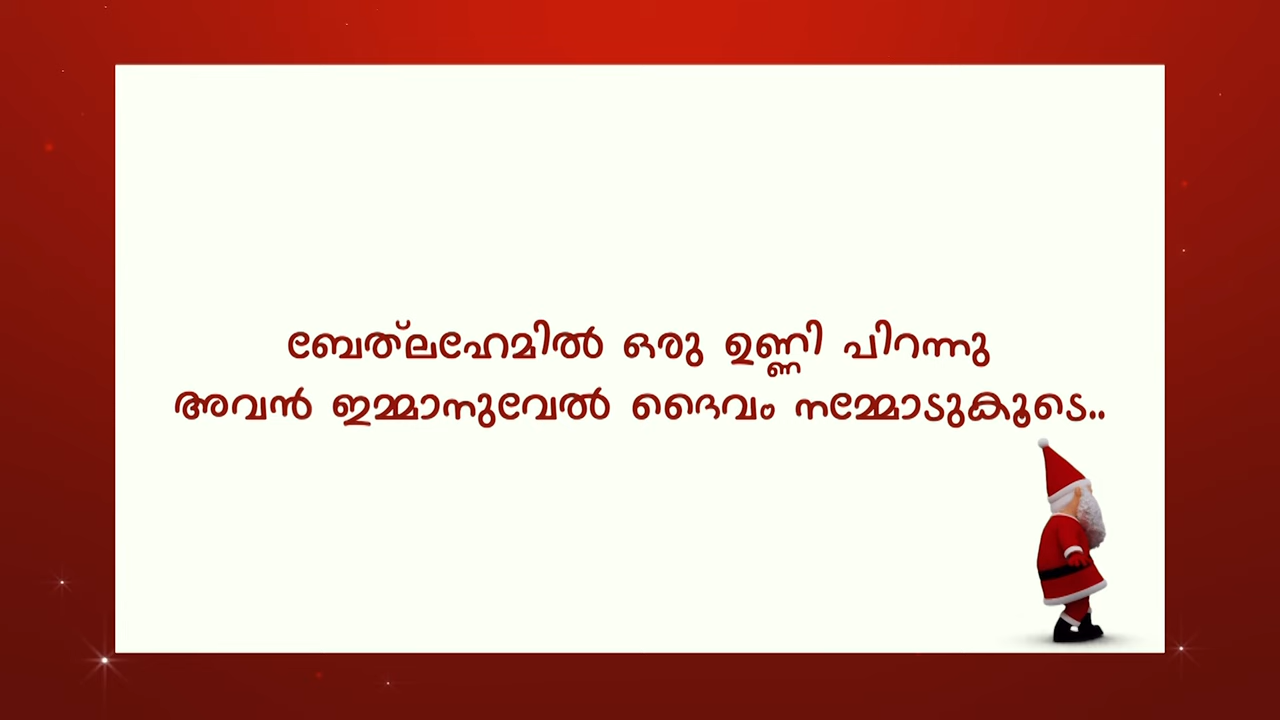 ബേത്‌ലഹേമിൽ ഒരു ഉണ്ണി പിറന്നു
അവൻ ഇമ്മാനുവേൽ ദൈവം നമ്മോടുകൂടെ..